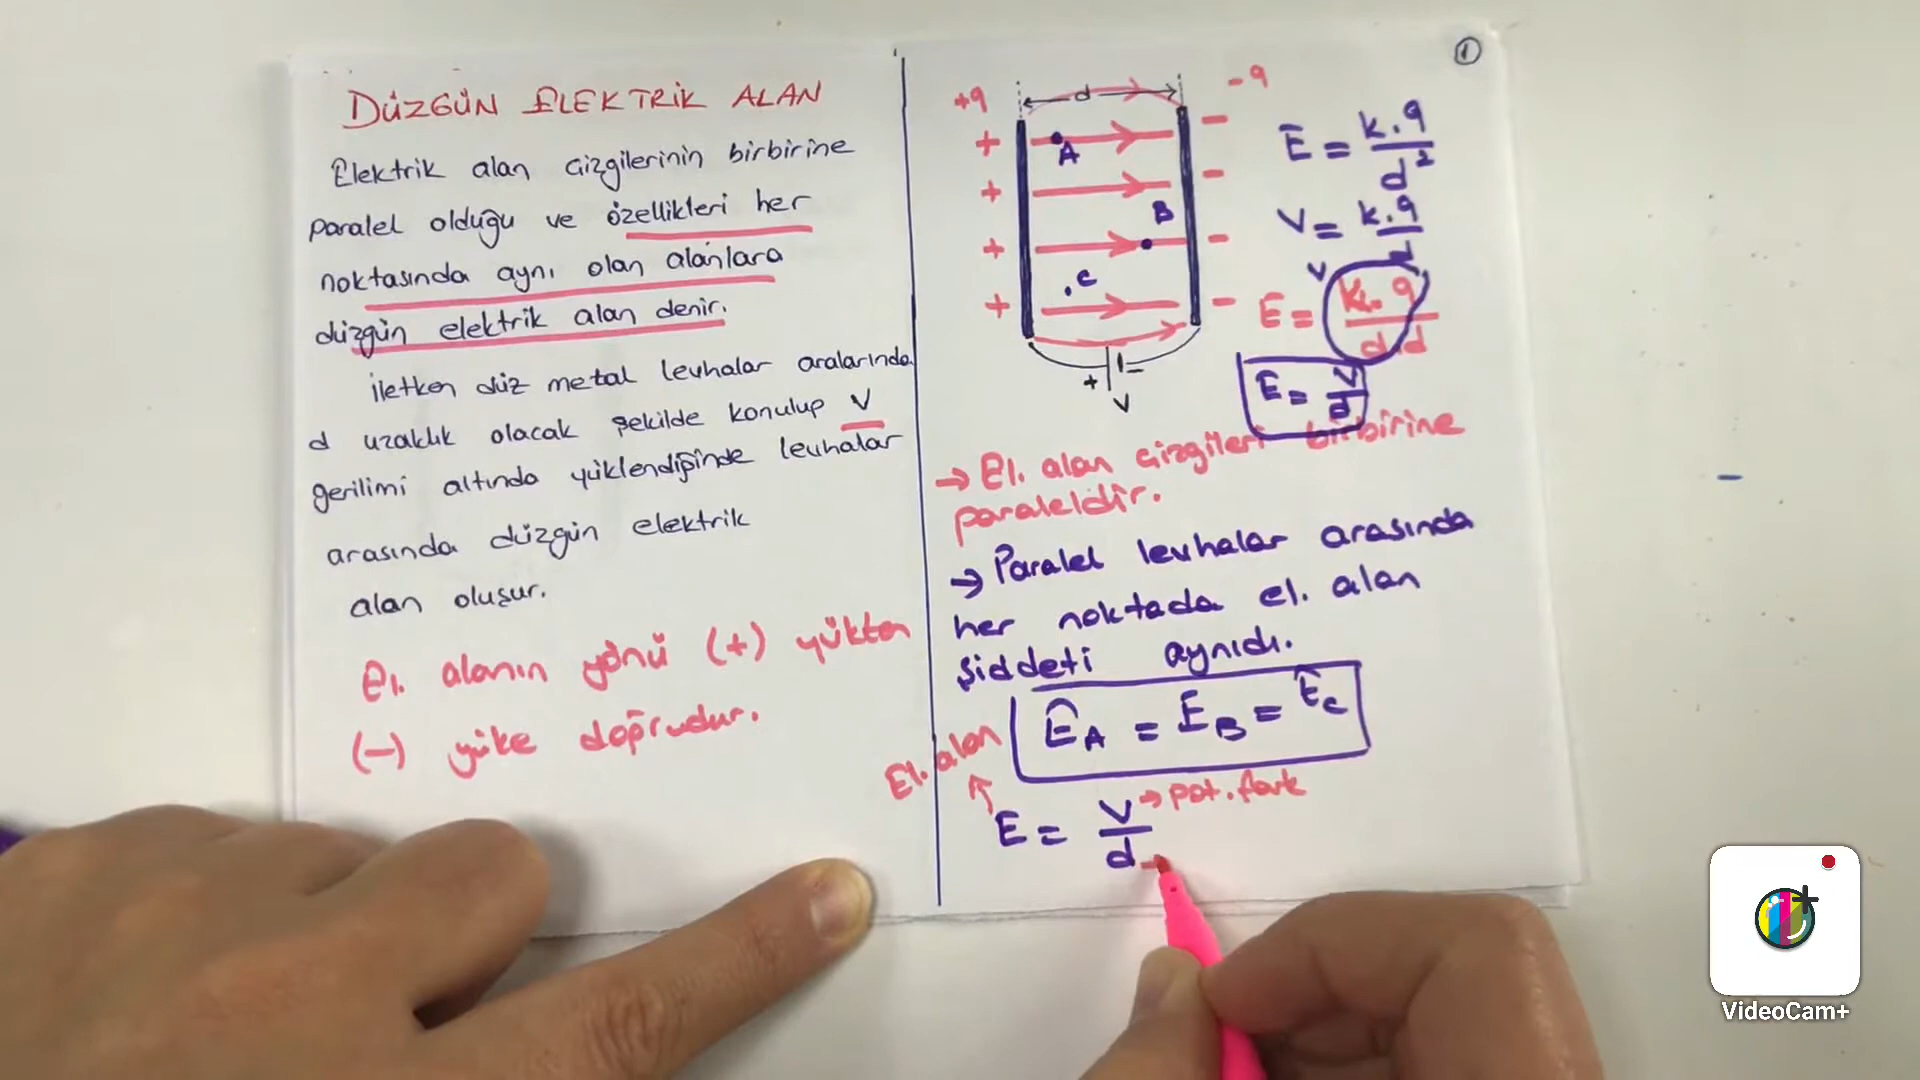 DÜZGÜN ELEKTRİK ALAN
Elektrik alan çizgilerinin birbirine
paralel olduğu ve özellikleri her
noktasında aynı olan alanlara
düzgün elektrik alan denir.
İletken düz metal levhalar aralarında
d uzaklık olacak şekilde konulup V
gerilimi altında yüklendiğinde levhalar
arasında düzgün elektrik
alan oluşur.
El. alanın yönü (+) yükten
(-) yüke doğrudur.
1
+q
-q
d
+ A -
+ -
+ B -
C
+ -
+ -
V
E = k.q / d²
V = k.q / d
V
E = k.q / d.d
E = V / d
→ El. alan çizgileri birbirine
paraleldir.
→ Paralel levhalar arasında
her noktada el. alan
şiddeti aynıdır.
E_A = E_B = E_C
El. alan
E = V / d
→ pot. fark
VideoCam+